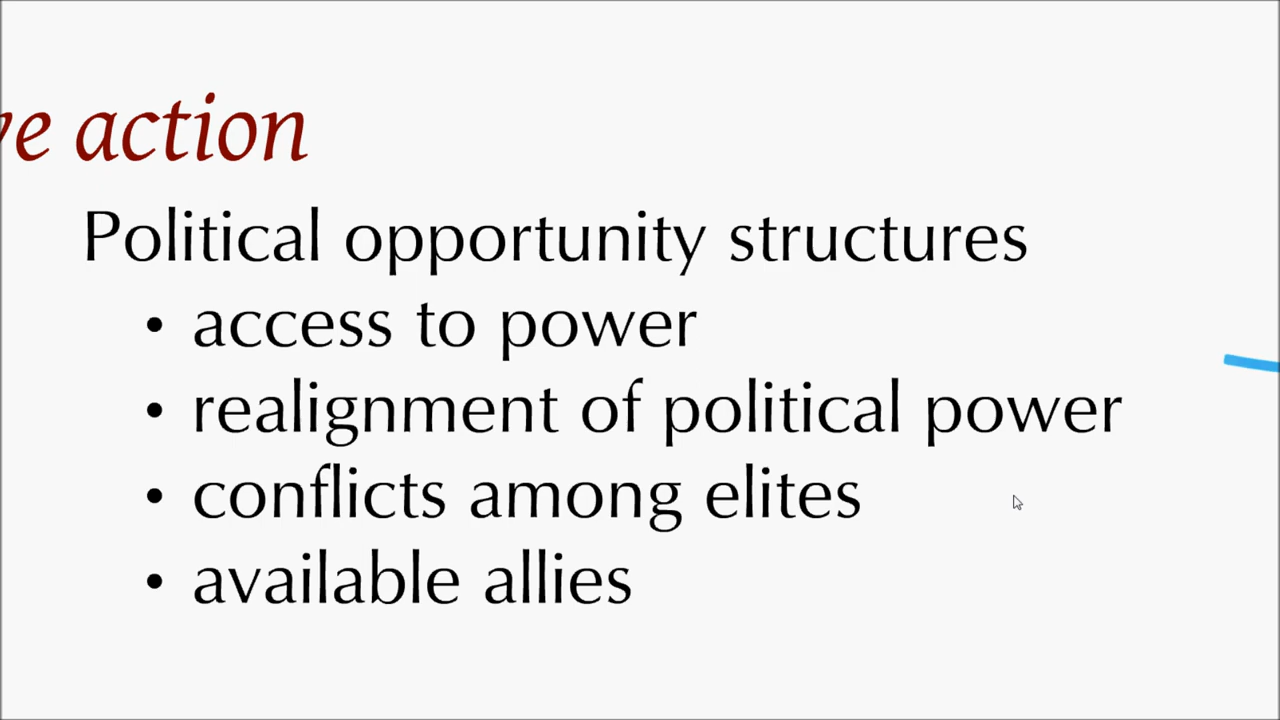 ve action
Political opportunity structures
• access to power
• realignment of political power
• conflicts among elites
• available allies